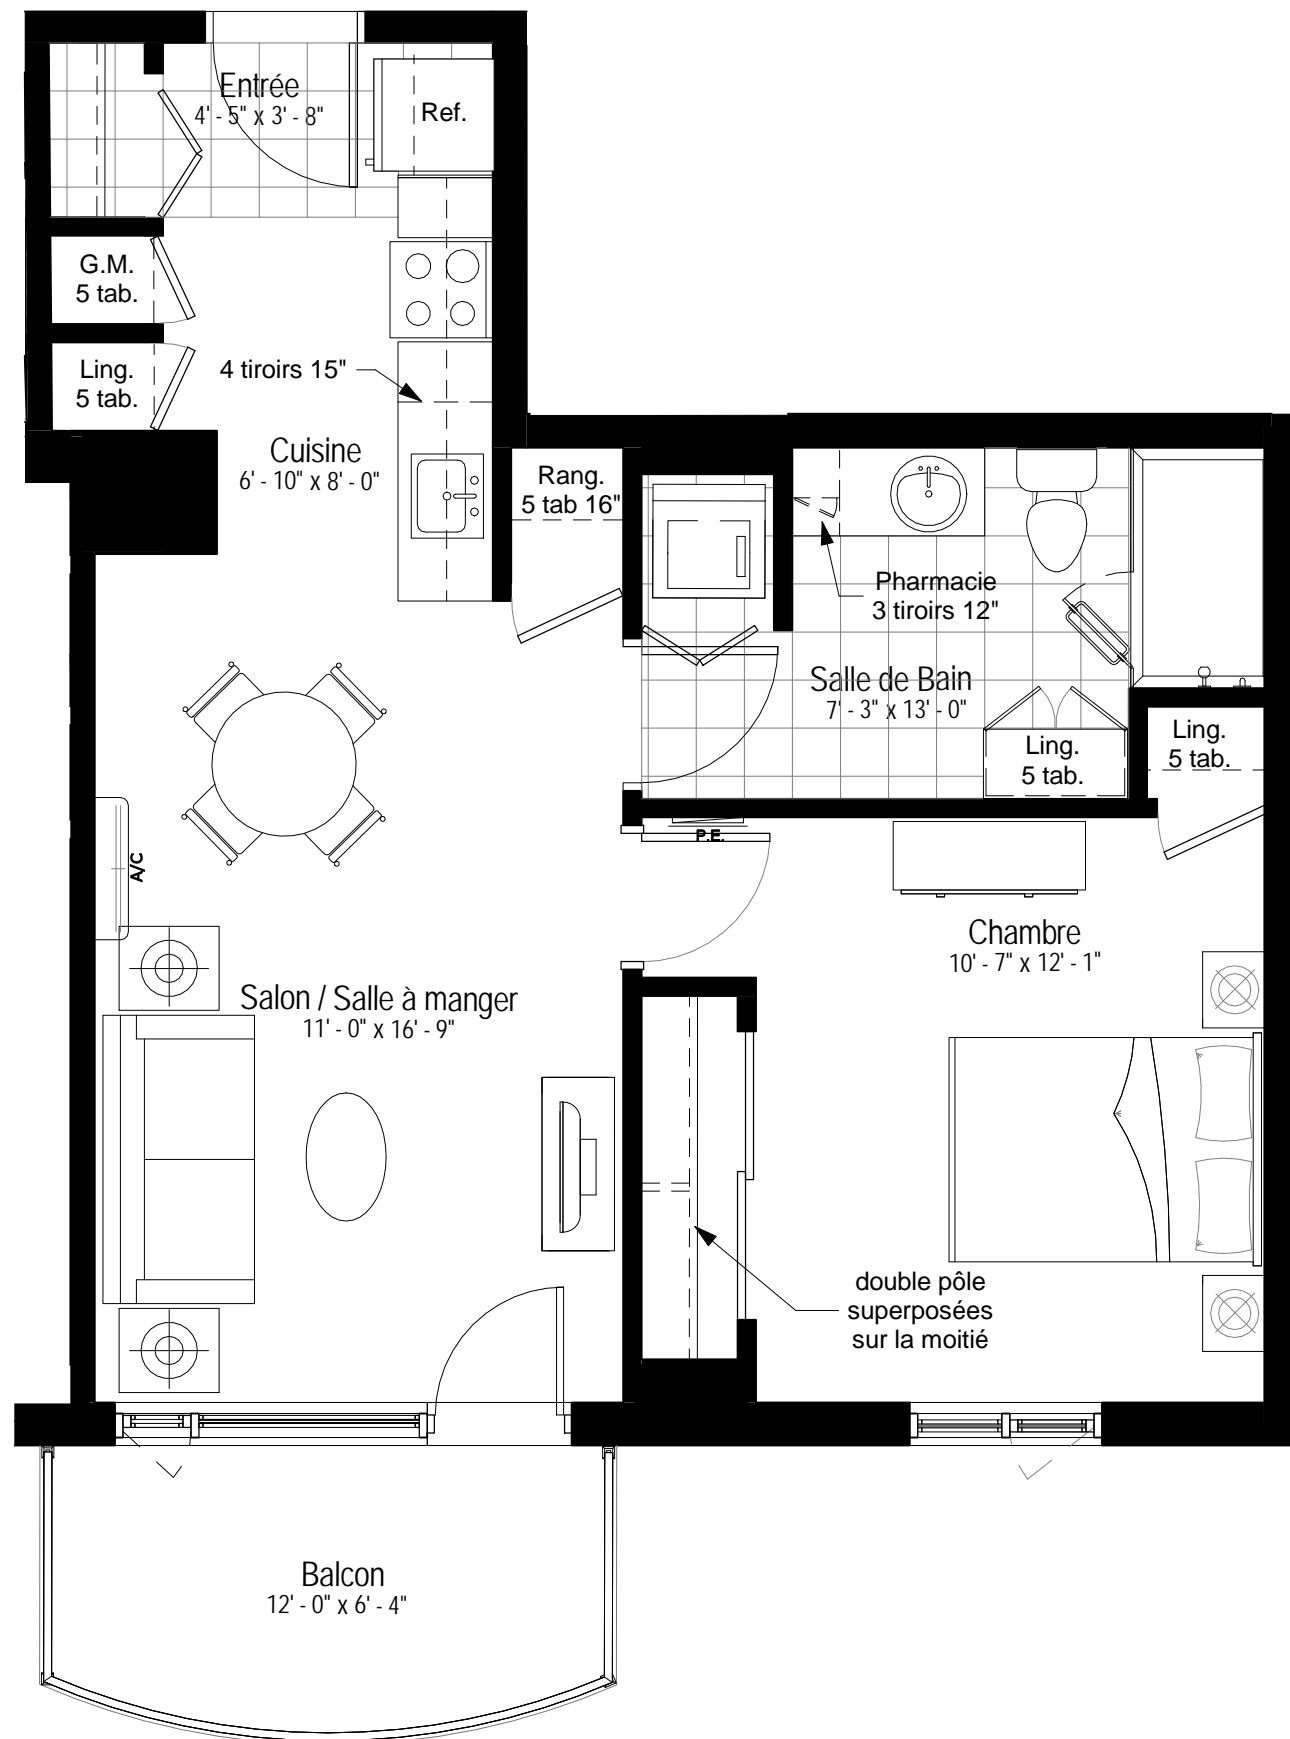 Entrée
4' - 5" x 3' - 8"
Ref.
G.M.
5 tab.
Ling.
5 tab.
4 tiroirs 15"
Cuisine
6' - 10" x 8' - 0"
Rang.
5 tab 16"
Pharmacie
3 tiroirs 12"
Salle de Bain
7' - 3" x 13' - 0"
Ling.
5 tab.
Ling.
5 tab.
P.E.
A/C
Chambre
10' - 7" x 12' - 1"
Salon / Salle à manger
11' - 0" x 16' - 9"
double pôle
superposées
sur la moitié
Balcon
12' - 0" x 6' - 4"